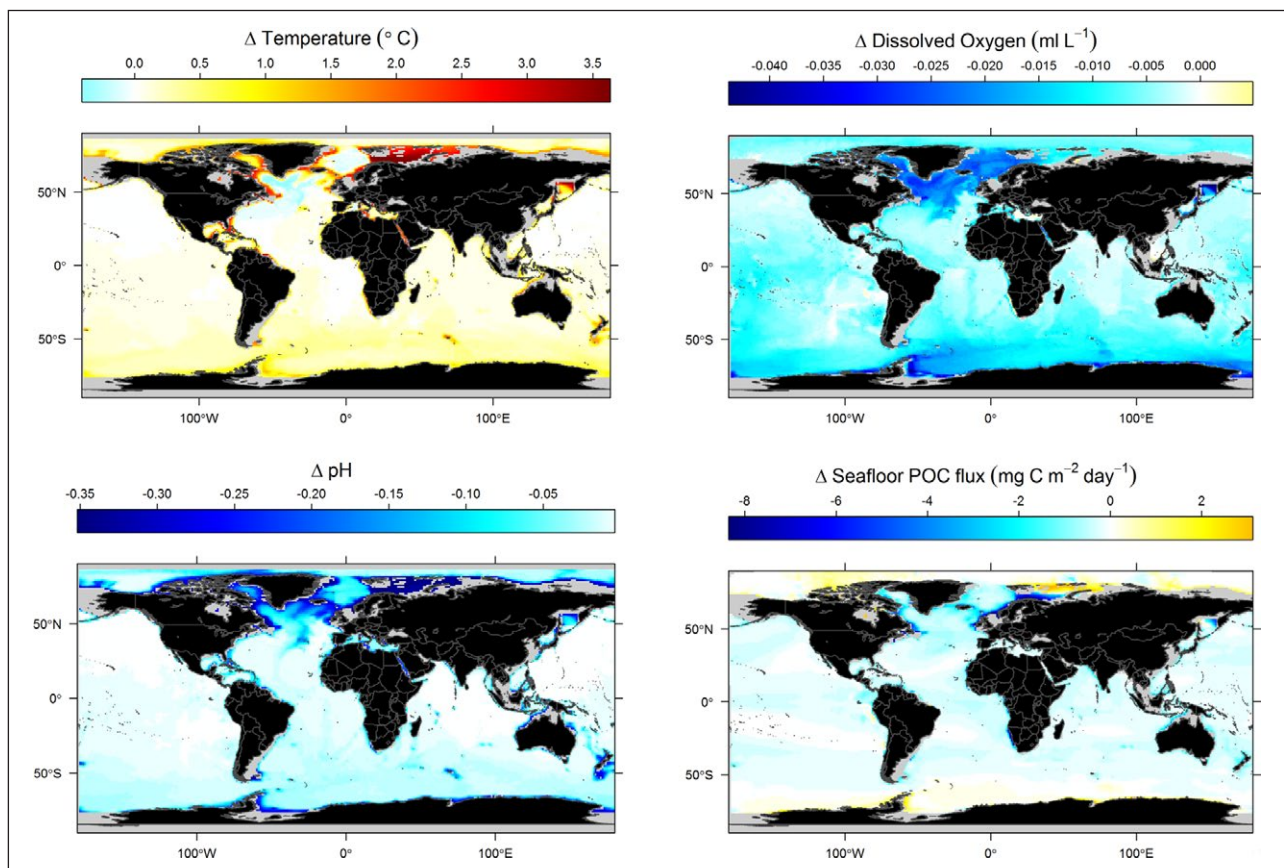 Δ Temperature (° C)
0.0 0.5 1.0 1.5 2.0 2.5 3.0 3.5
50°N
0°
50°S
100°W 0° 100°E
Δ Dissolved Oxygen (ml L⁻¹)
-0.040 -0.035 -0.030 -0.025 -0.020 -0.015 -0.010 -0.005 0.000
50°N
0°
50°S
100°W 0° 100°E
Δ pH
-0.35 -0.30 -0.25 -0.20 -0.15 -0.10 -0.05
50°N
0°
50°S
100°W 0° 100°E
Δ Seafloor POC flux (mg C m⁻² day⁻¹)
-8 -6 -4 -2 0 2
50°N
0°
50°S
100°W 0° 100°E